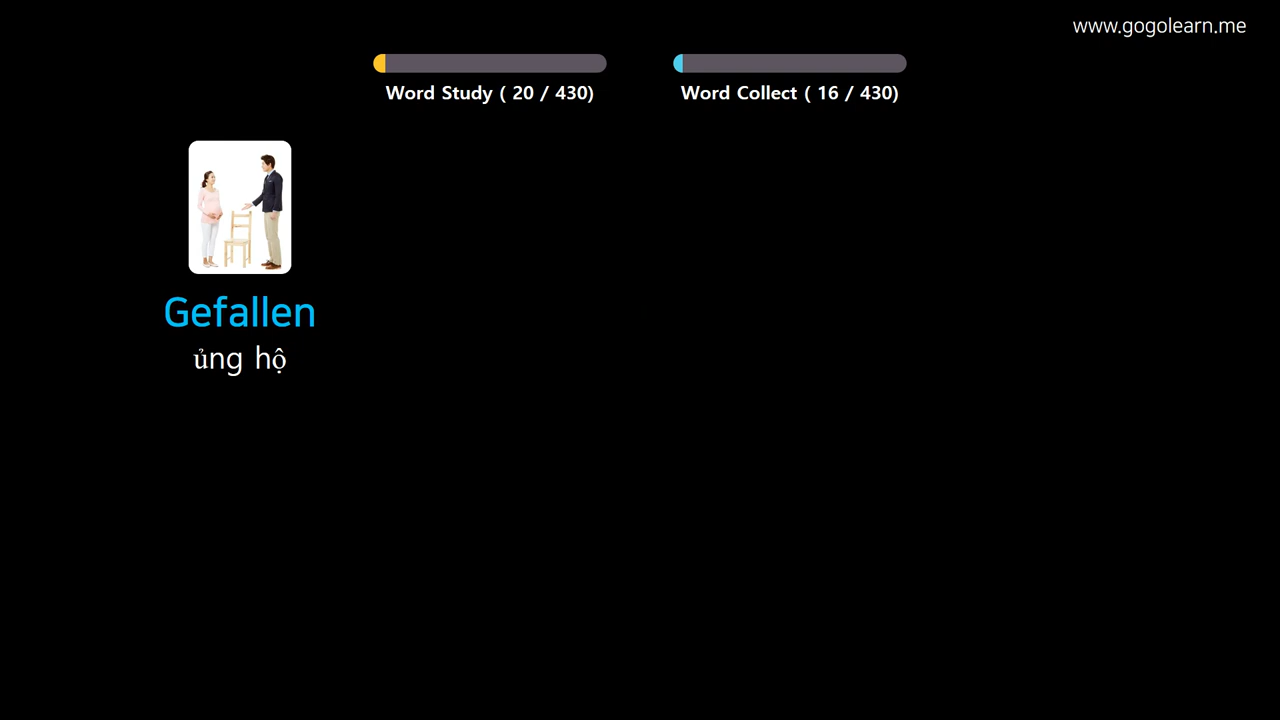 www.gogolearn.me
Word Study ( 20 / 430)
Word Collect ( 16 / 430)
Gefallen
ủng hộ